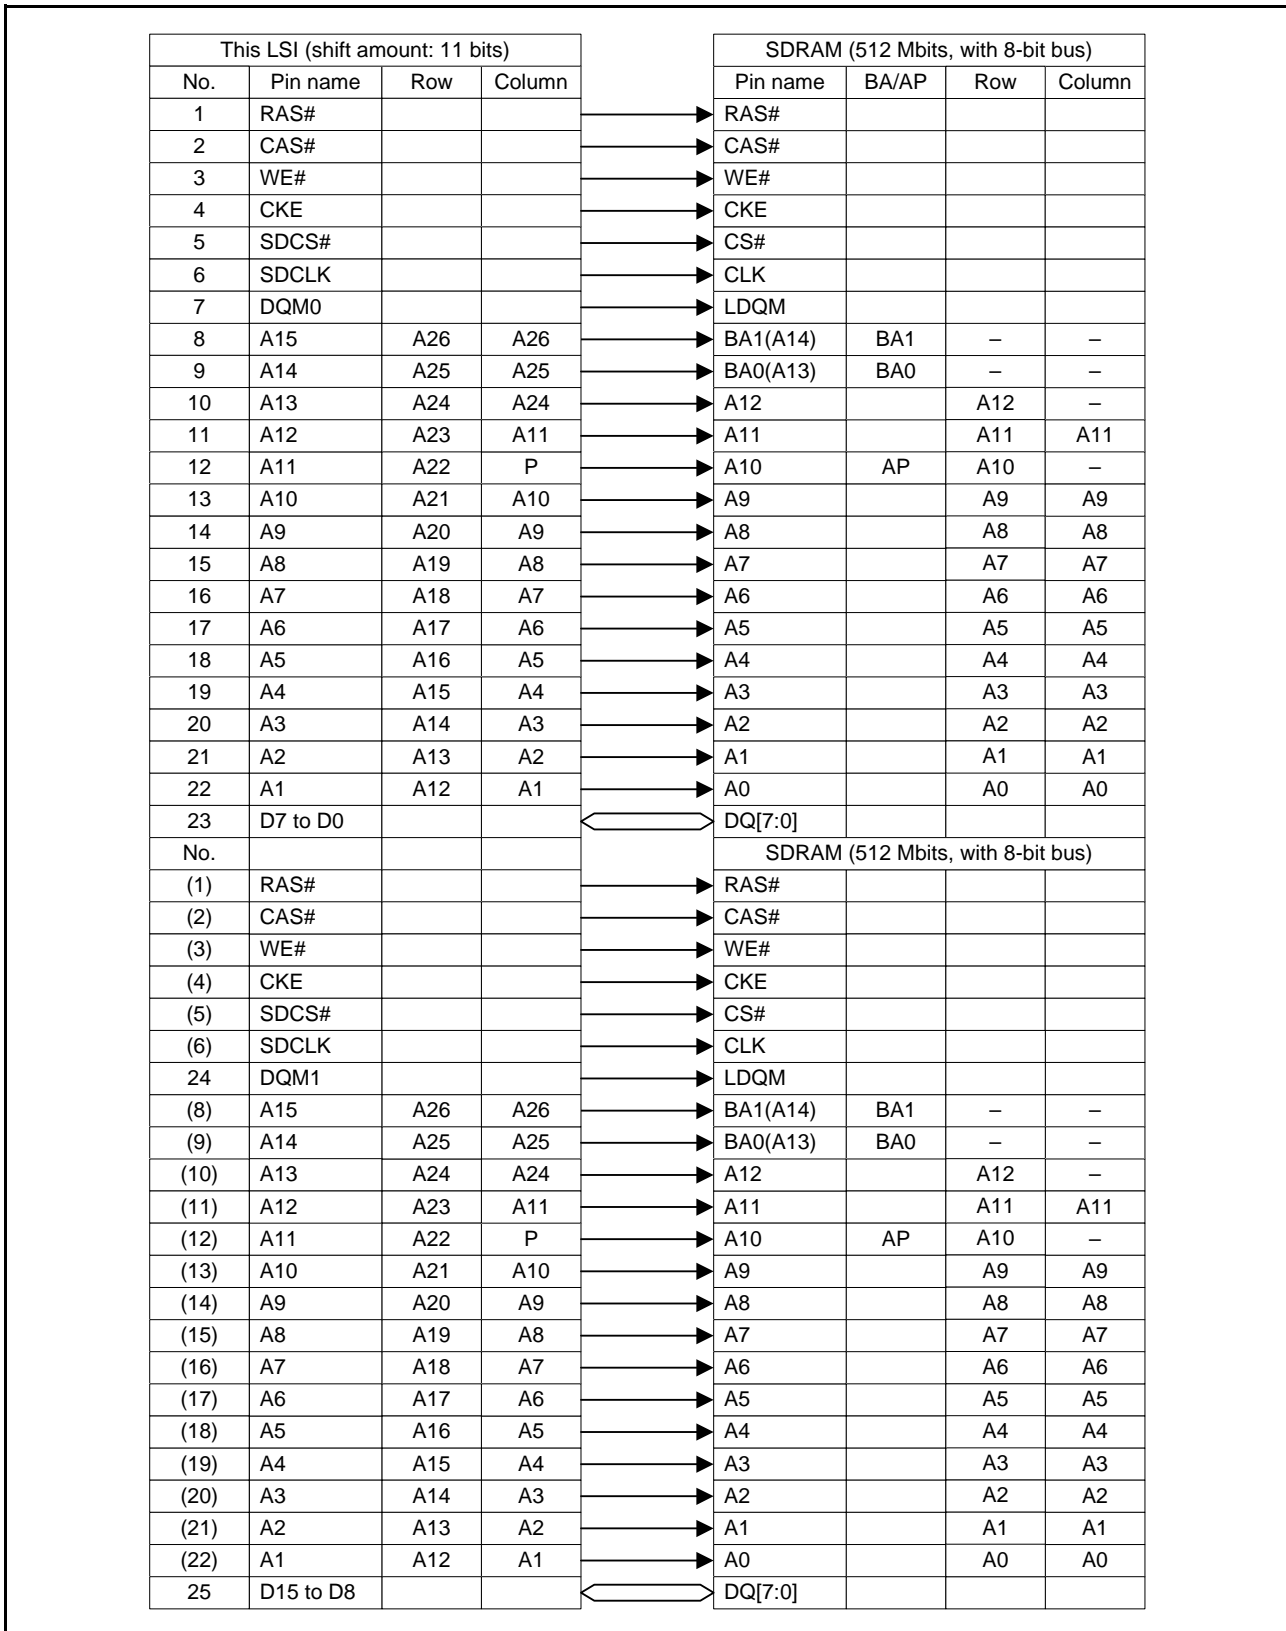 This LSI (shift amount: 11 bits) SDRAM (512 Mbits, with 8-bit bus)
No. Pin name Row Column Pin name BA/AP Row Column
1 RAS# RAS#
2 CAS# CAS#
3 WE# WE#
4 CKE CKE
5 SDCS# CS#
6 SDCLK CLK
7 DQM0 LDQM
8 A15 A26 A26 BA1(A14) BA1 – –
9 A14 A25 A25 BA0(A13) BA0 – –
10 A13 A24 A24 A12 A12 –
11 A12 A23 A11 A11 A11 A11
12 A11 A22 P A10 AP A10 –
13 A10 A21 A10 A9 A9 A9
14 A9 A20 A9 A8 A8 A8
15 A8 A19 A8 A7 A7 A7
16 A7 A18 A7 A6 A6 A6
17 A6 A17 A6 A5 A5 A5
18 A5 A16 A5 A4 A4 A4
19 A4 A15 A4 A3 A3 A3
20 A3 A14 A3 A2 A2 A2
21 A2 A13 A2 A1 A1 A1
22 A1 A12 A1 A0 A0 A0
23 D7 to D0 DQ[7:0]
No. SDRAM (512 Mbits, with 8-bit bus)
(1) RAS# RAS#
(2) CAS# CAS#
(3) WE# WE#
(4) CKE CKE
(5) SDCS# CS#
(6) SDCLK CLK
24 DQM1 LDQM
(8) A15 A26 A26 BA1(A14) BA1 – –
(9) A14 A25 A25 BA0(A13) BA0 – –
(10) A13 A24 A24 A12 A12 –
(11) A12 A23 A11 A11 A11 A11
(12) A11 A22 P A10 AP A10 –
(13) A10 A21 A10 A9 A9 A9
(14) A9 A20 A9 A8 A8 A8
(15) A8 A19 A8 A7 A7 A7
(16) A7 A18 A7 A6 A6 A6
(17) A6 A17 A6 A5 A5 A5
(18) A5 A16 A5 A4 A4 A4
(19) A4 A15 A4 A3 A3 A3
(20) A3 A14 A3 A2 A2 A2
(21) A2 A13 A2 A1 A1 A1
(22) A1 A12 A1 A0 A0 A0
25 D15 to D8 DQ[7:0]